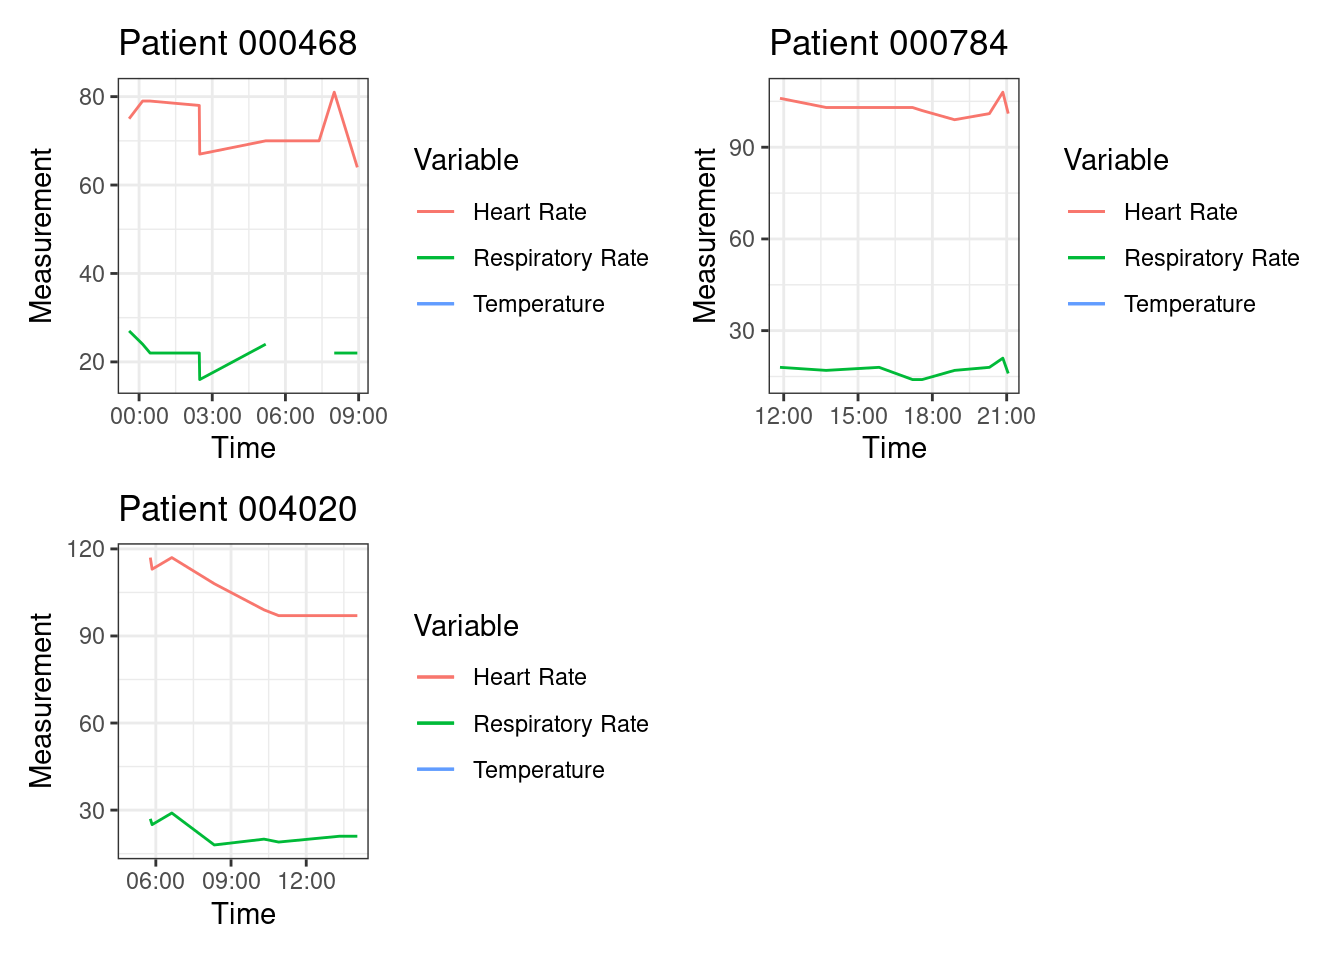 Patient 000468
80
60
40
20
Measurement
00:00 03:00 06:00 09:00
Time
Variable
Heart Rate
Respiratory Rate
Temperature
Patient 000784
90
60
30
Measurement
12:00 15:00 18:00 21:00
Time
Variable
Heart Rate
Respiratory Rate
Temperature
Patient 004020
120
90
60
30
Measurement
06:00 09:00 12:00
Time
Variable
Heart Rate
Respiratory Rate
Temperature